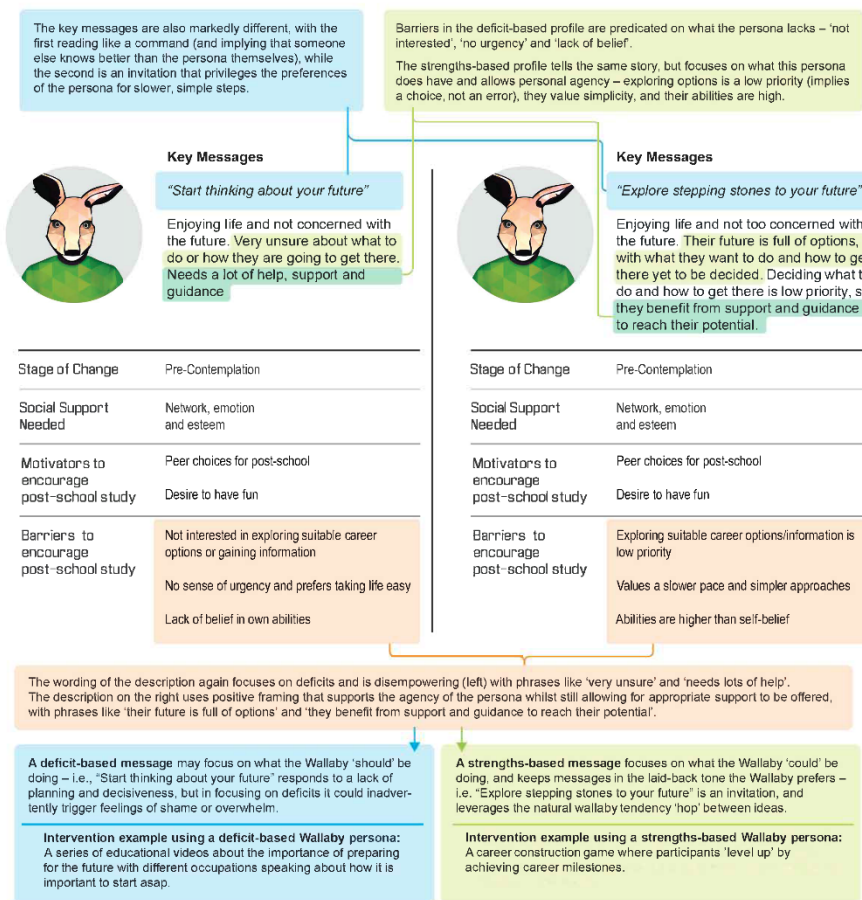 The key messages are also markedly different, with the
first reading like a command (and implying that someone
else knows better than the persona themselves), while
the second is an invitation that privileges the preferences
of the persona for slower, simple steps.
Barriers in the deficit-based profile are predicated on what the persona lacks – ‘not
interested’, ‘no urgency’ and ‘lack of belief’.
The strengths-based profile tells the same story, but focuses on what this persona
does have and allows personal agency – exploring options is a low priority (implies
a choice, not an error), they value simplicity, and their abilities are high.
Key Messages
“Start thinking about your future”
Enjoying life and not concerned with
the future. Very unsure about what to
do or how they are going to get there.
Needs a lot of help, support and
guidance
Stage of Change
Pre-Contemplation
Social Support
Needed
Network, emotion
and esteem
Motivators to
encourage
post-school study
Peer choices for post-school
Desire to have fun
Barriers to
encourage
post-school study
Not interested in exploring suitable career
options or gaining information
No sense of urgency and prefers taking life easy
Lack of belief in own abilities
Key Messages
“Explore stepping stones to your future”
Enjoying life and not too concerned with
the future. Their future is full of options,
with what they want to do and how to ge
there yet to be decided. Deciding what t
do and how to get there is low priority, s
they benefit from support and guidance
to reach their potential.
Stage of Change
Pre-Contemplation
Social Support
Needed
Network, emotion
and esteem
Motivators to
encourage
post-school study
Peer choices for post-school
Desire to have fun
Barriers to
encourage
post-school study
Exploring suitable career options/information is
low priority
Values a slower pace and simpler approaches
Abilities are higher than self-belief
The wording of the description again focuses on deficits and is disempowering (left) with phrases like ‘very unsure’ and ‘needs lots of help’.
The description on the right uses positive framing that supports the agency of the persona whilst still allowing for appropriate support to be offered,
with phrases like ‘their future is full of options’ and ‘they benefit from support and guidance to reach their potential’.
A deficit-based message may focus on what the Wallaby ‘should’ be
doing – i.e., “Start thinking about your future” responds to a lack of
planning and decisiveness, but in focusing on deficits it could inadver-
tently trigger feelings of shame or overwhelm.
Intervention example using a deficit-based Wallaby persona:
A series of educational videos about the importance of preparing
for the future with different occupations speaking about how it is
important to start asap.
A strengths-based message focuses on what the Wallaby ‘could’ be
doing, and keeps messages in the laid-back tone the Wallaby prefers –
i.e. “Explore stepping stones to your future” is an invitation, and
leverages the natural wallaby tendency ‘hop’ between ideas.
Intervention example using a strengths-based Wallaby persona:
A career construction game where participants ‘level up’ by
achieving career milestones.